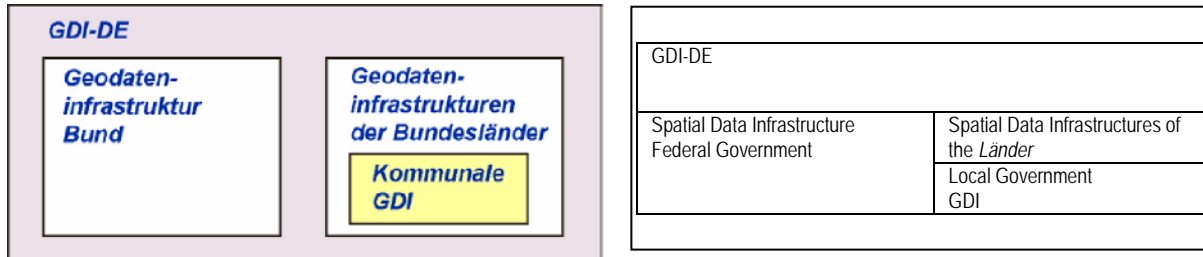 GDI-DE
Geodaten-
infrastruktur
Bund
Geodaten-
infrastrukturen
der Bundesländer
Kommunale
GDI
GDI-DE
Spatial Data Infrastructure
Federal Government
Spatial Data Infrastructures of
the Länder
Local Government
GDI